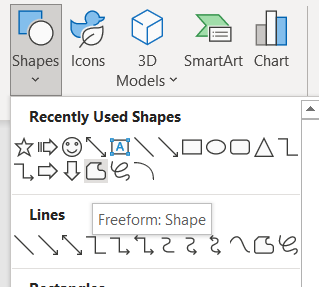 Shapes Icons 3D Models SmartArt Chart
Recently Used Shapes
A
Lines
Freeform: Shape
Rectangles